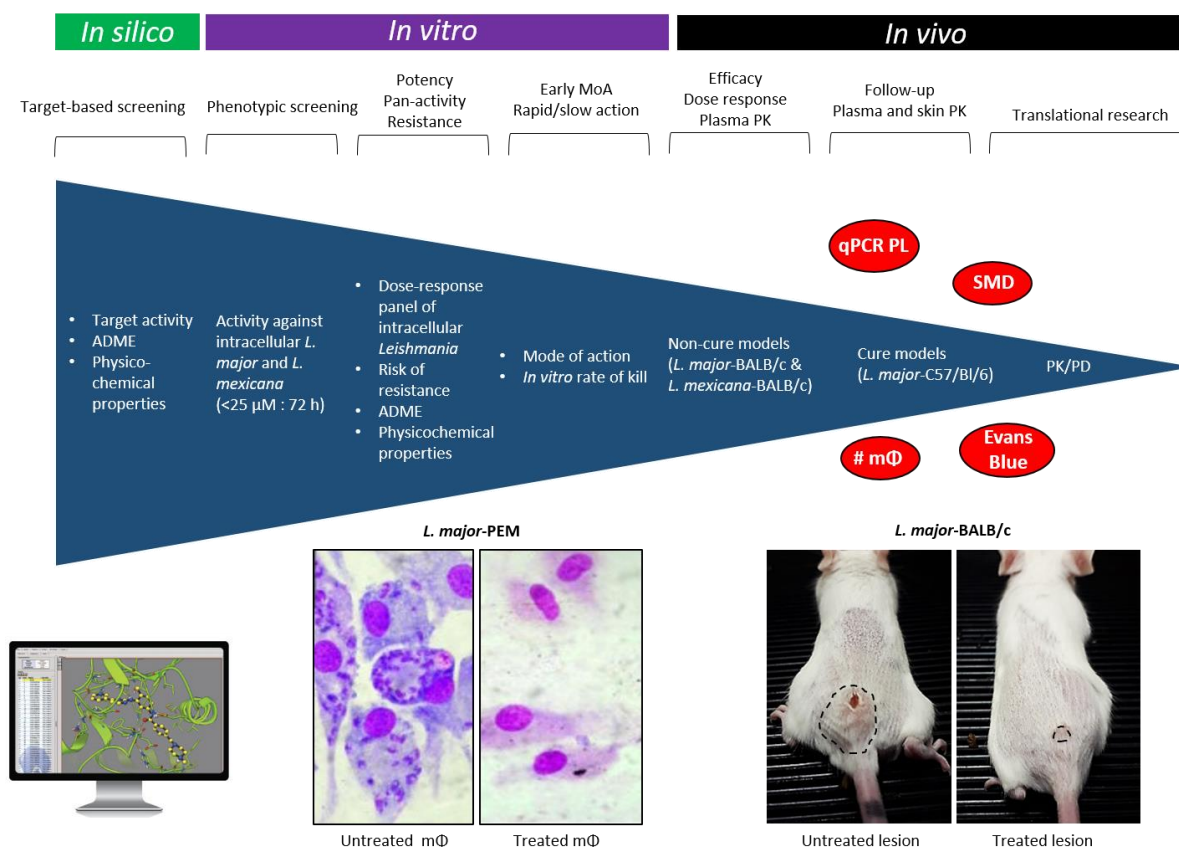 In silico
In vitro
In vivo
Target-based screening
Phenotypic screening
Potency
Pan-activity
Resistance
Early MoA
Rapid/slow action
Efficacy
Dose response
Plasma PK
Follow-up
Plasma and skin PK
Translational research
• Target activity
• ADME
• Physico-
chemical
properties
Activity against
intracellular L.
major and L.
mexicana
(<25 µM : 72 h)
• Dose-response
panel of
intracellular
Leishmania
• Risk of
resistance
• ADME
• Physicochemical
properties
• Mode of action
• In vitro rate of kill
Non-cure models
(L. major-BALB/c &
L. mexicana-BALB/c)
Cure models
(L. major-C57/Bl/6)
PK/PD
qPCR PL
SMD
# mΦ
Evans
Blue
L. major-PEM
L. major-BALB/c
Untreated mΦ
Treated mΦ
Untreated lesion
Treated lesion